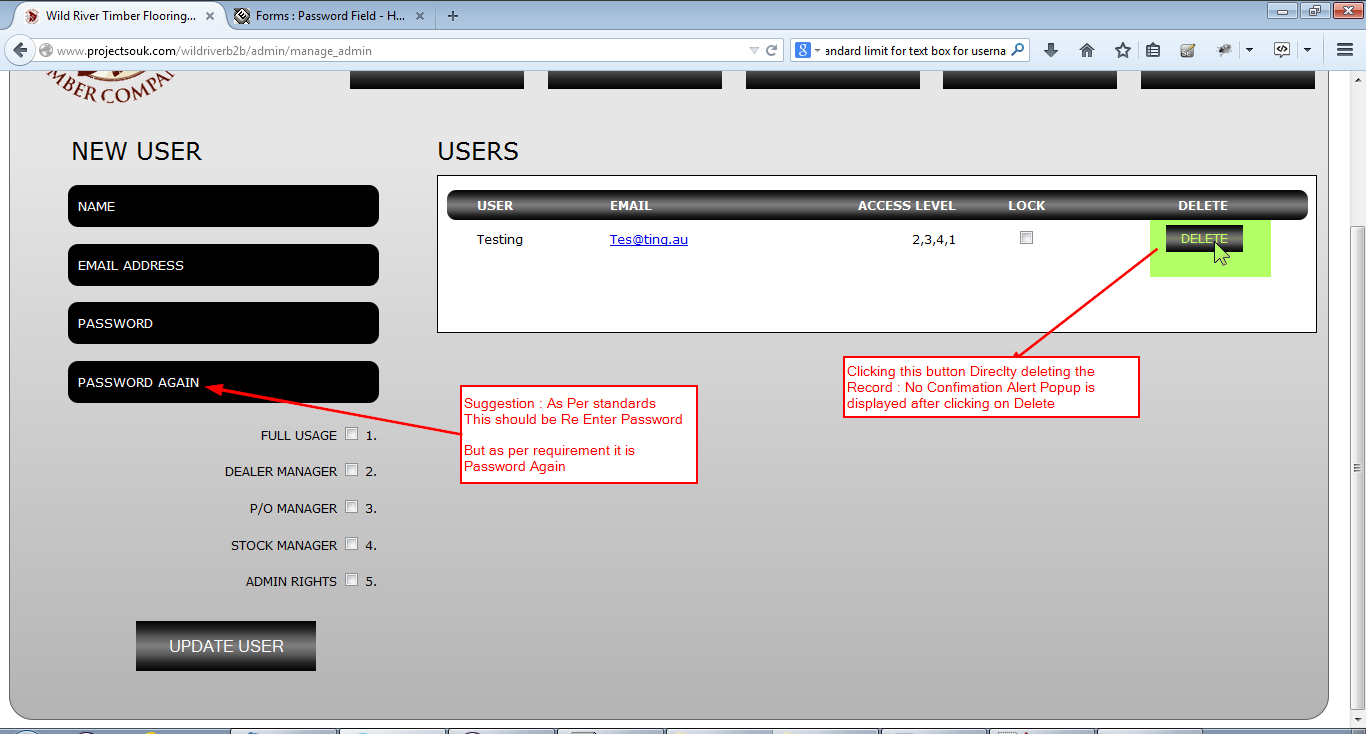 Wild River Timber Flooring...
Forms : Password Field - H...
www.projectsouk.com/wildriverb2b/admin/manage_admin
andard limit for text box for userna
MBER COMPA
NEW USER
NAME
EMAIL ADDRESS
PASSWORD
PASSWORD AGAIN
FULL USAGE 1.
DEALER MANAGER 2.
P/O MANAGER 3.
STOCK MANAGER 4.
ADMIN RIGHTS 5.
UPDATE USER
USERS
USER EMAIL ACCESS LEVEL LOCK DELETE
Testing Tes@ting.au 2,3,4,1 DELETE
Suggestion : As Per standards
This should be Re Enter Password
But as per requirement it is
Password Again
Clicking this button Direclty deleting the
Record : No Confimation Alert Popup is
displayed after clicking on Delete